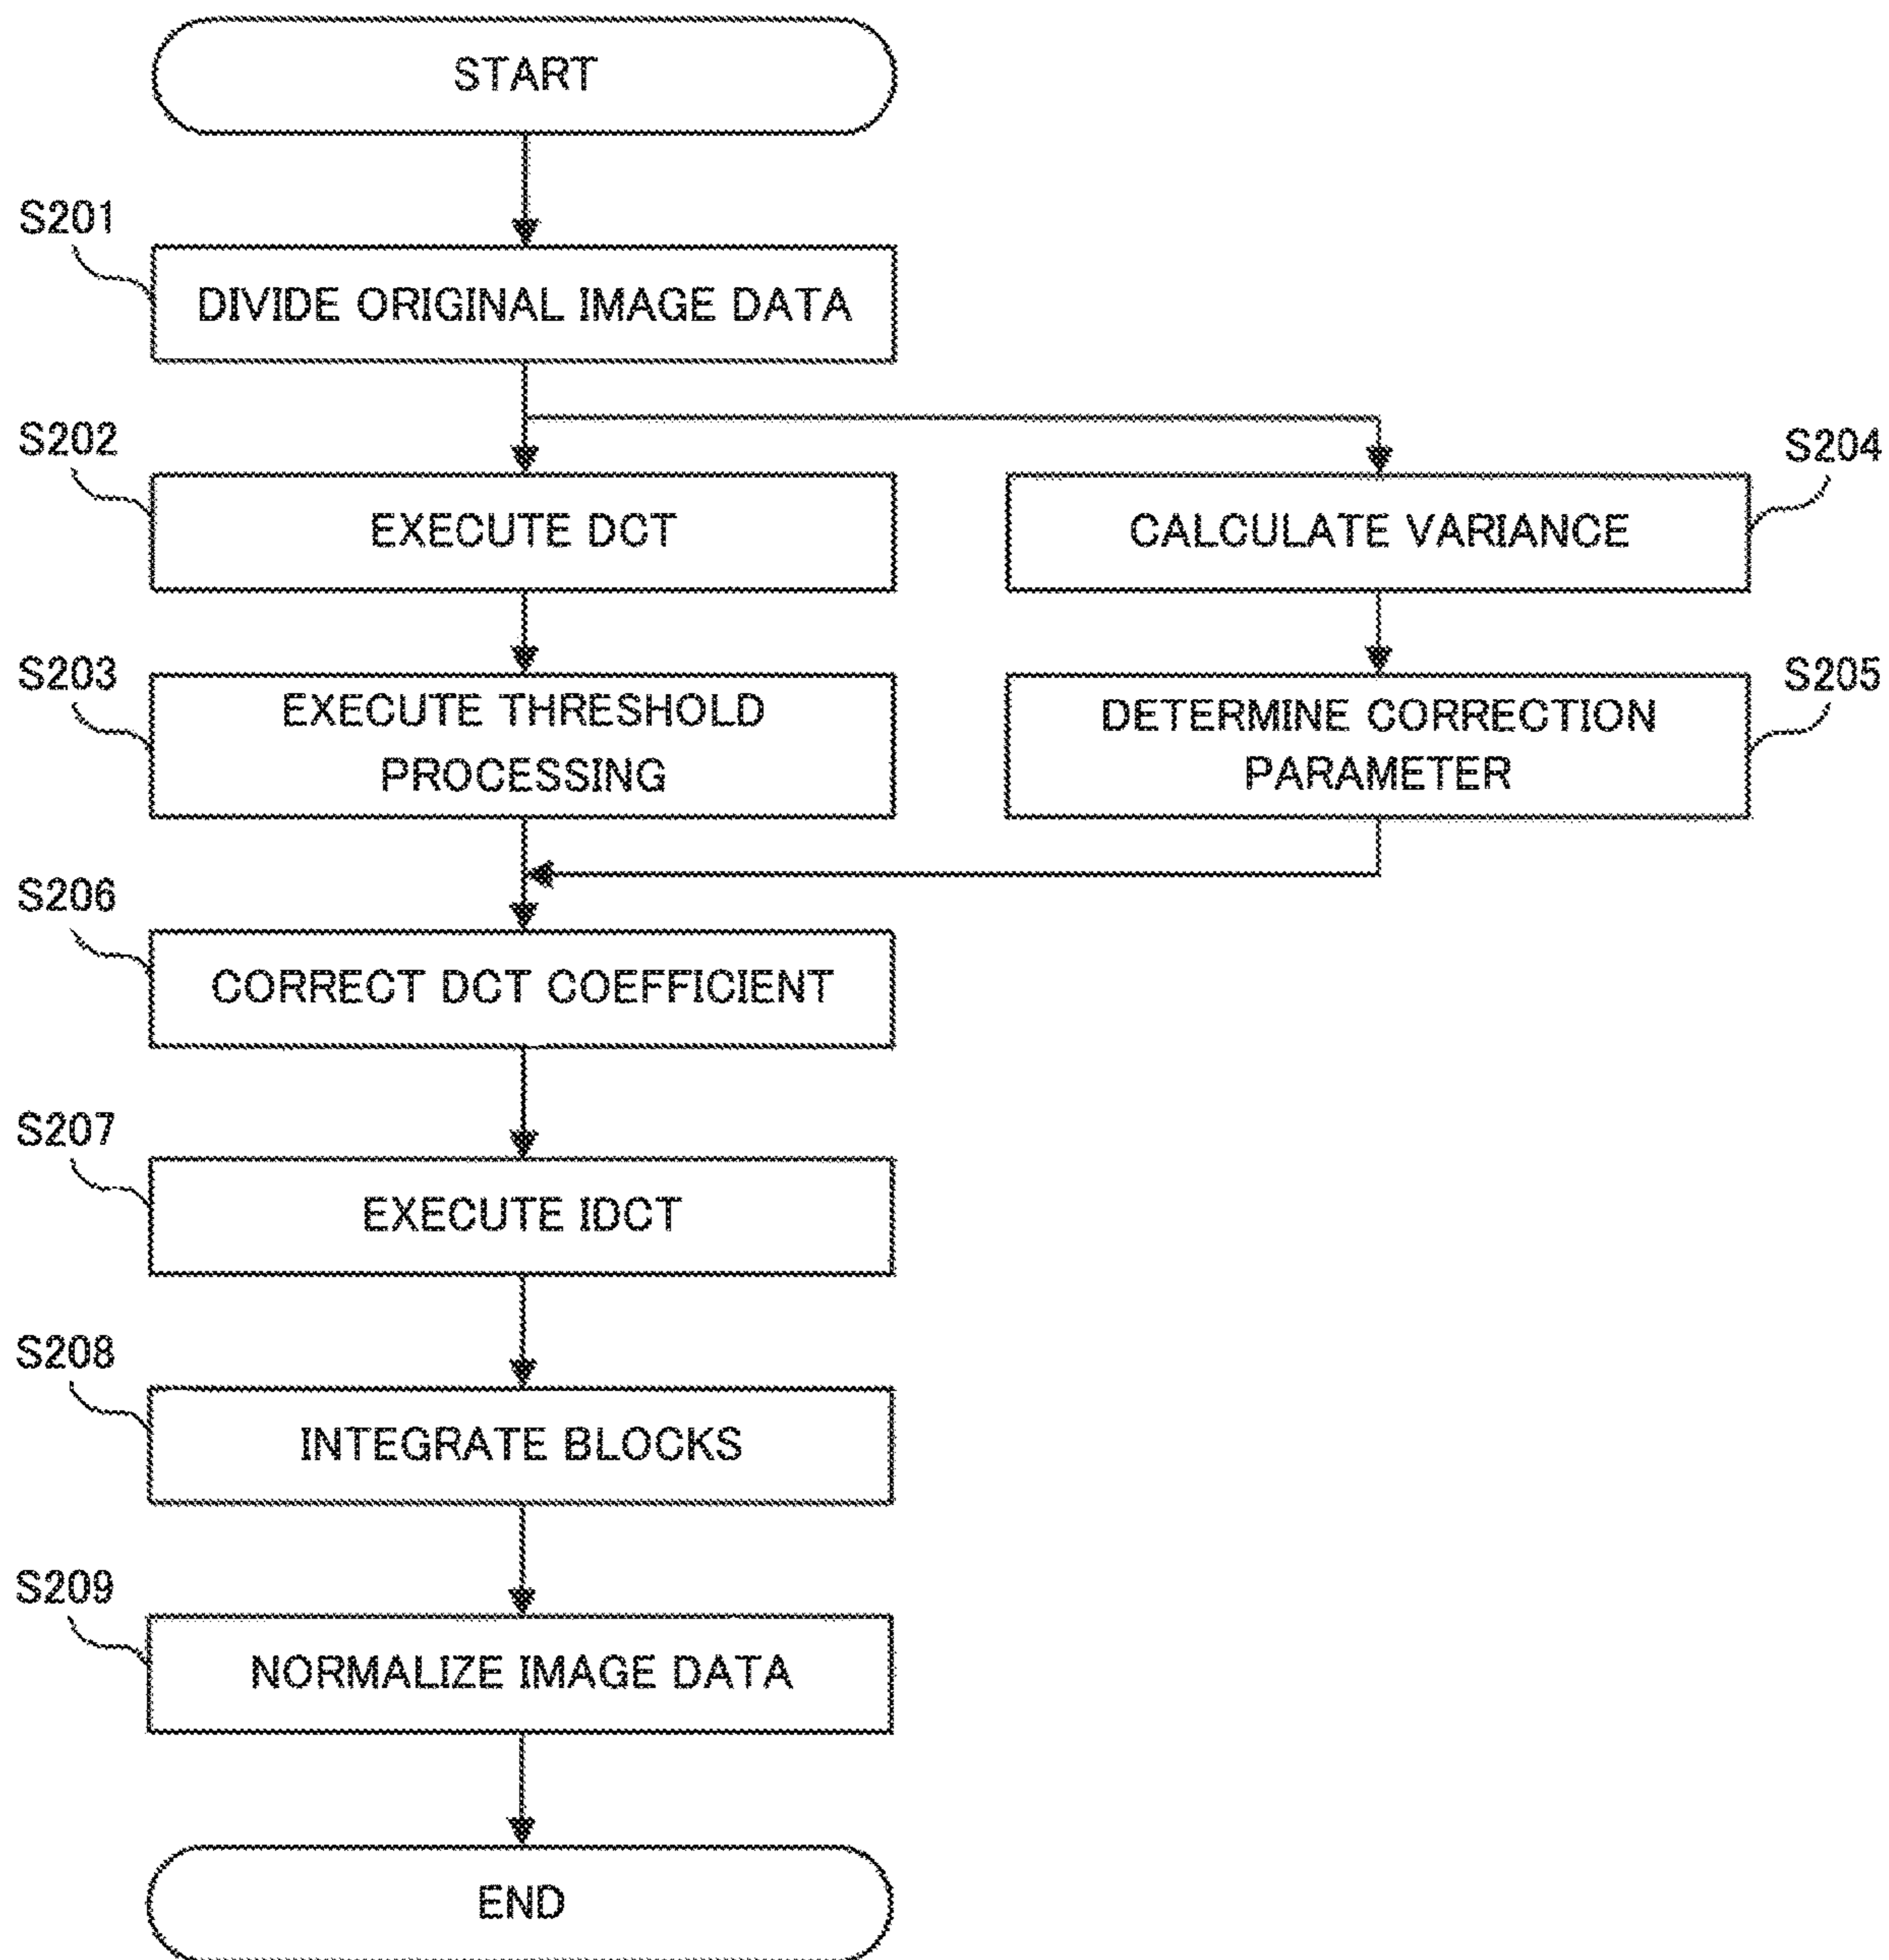 START
S201
DIVIDE ORIGINAL IMAGE DATA
S202
EXECUTE DCT
S204
CALCULATE VARIANCE
S203
EXECUTE THRESHOLD
PROCESSING
S205
DETERMINE CORRECTION
PARAMETER
S206
CORRECT DCT COEFFICIENT
S207
EXECUTE IDCT
S208
INTEGRATE BLOCKS
S209
NORMALIZE IMAGE DATA
END